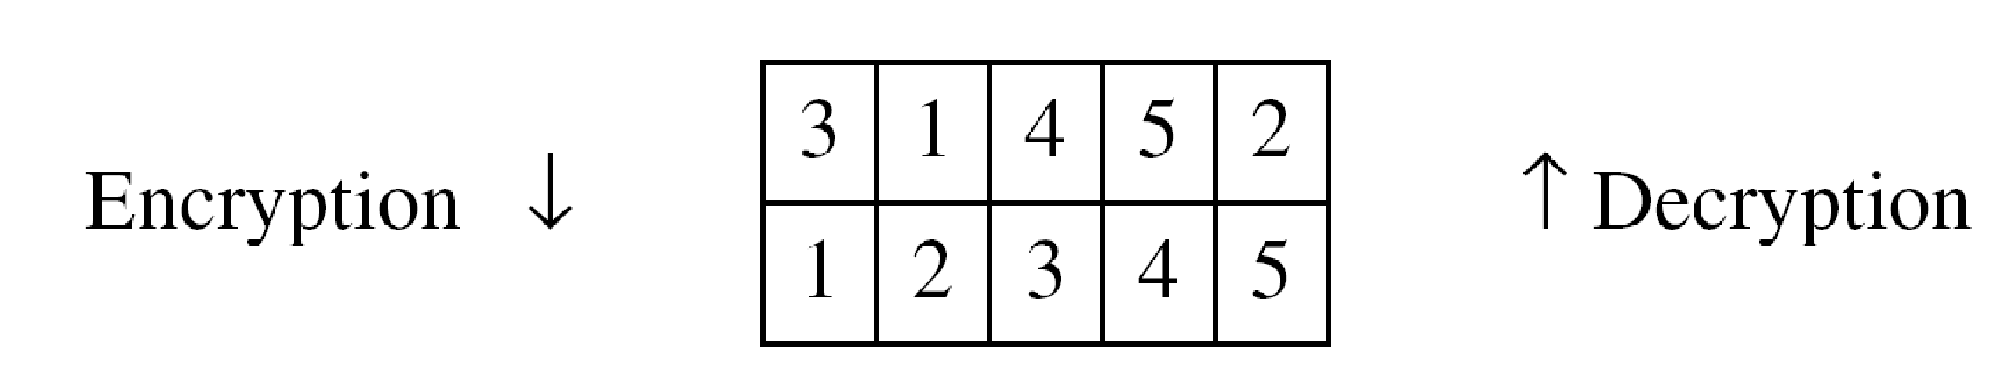 3 1 4 5 2
Encryption ↓ ↑ Decryption
1 2 3 4 5